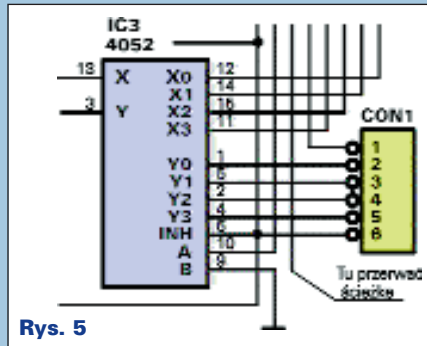 IC3
4052
13 X X0 12
X1 14
3 Y X2 15
X3 11
Y0 1
Y1 5
Y2 2
Y3 4
INH 6
A 10
B 9
CON1
1
2
3
4
5
6
Tu przerwać
ścieżkę
Rys. 5